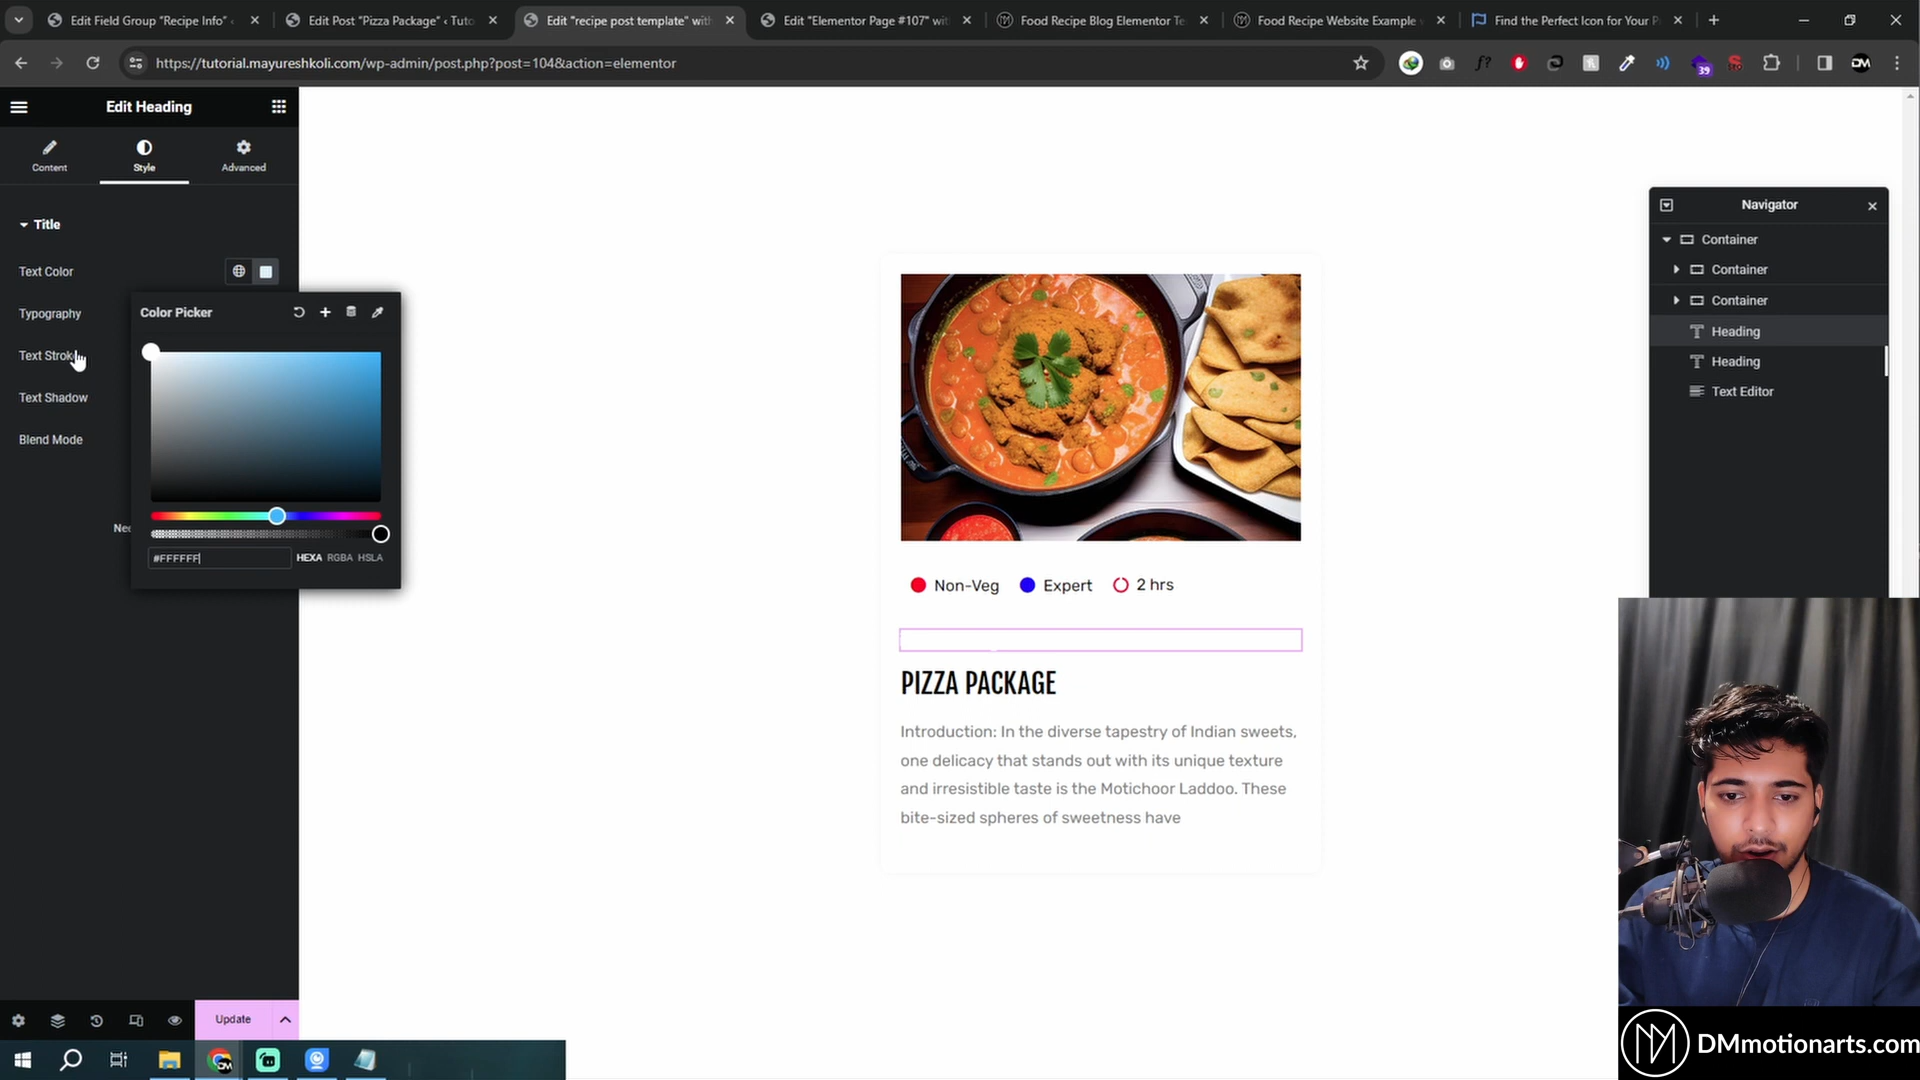 Edit Field Group "Recipe Info" ‹
Edit Post "Pizza Package" ‹ Tuto
Edit "recipe post template" with
Edit "Elementor Page #107" wit
Food Recipe Blog Elementor Te
Food Recipe Website Example
Find the Perfect Icon for Your P
https://tutorial.mayureshkoli.com/wp-admin/post.php?post=104&action=elementor
f?
39
DM
Edit Heading
Content
Style
Advanced
Title
Text Color
Typography
Text Strok
Text Shadow
Blend Mode
Nee
Color Picker
#FFFFFF
HEXA RGBA HSLA
Non-Veg
Expert
2 hrs
PIZZA PACKAGE
Introduction: In the diverse tapestry of Indian sweets,
one delicacy that stands out with its unique texture
and irresistible taste is the Motichoor Laddoo. These
bite-sized spheres of sweetness have
Navigator
Container
Container
Container
Heading
Heading
Text Editor
Update
DMmotionarts.com